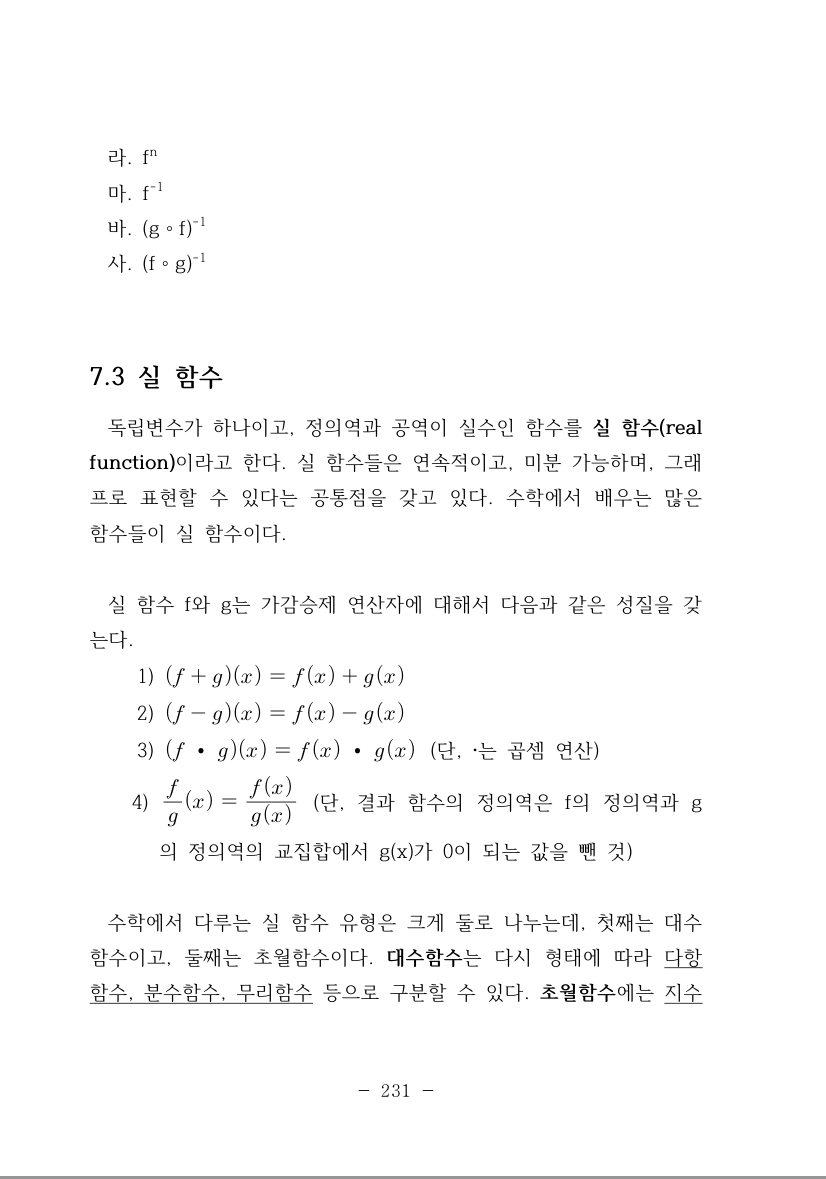 라. fⁿ
마. f⁻¹
바. (g∘f)⁻¹
사. (f∘g)⁻¹
7.3 실 함수
독립변수가 하나이고, 정의역과 공역이 실수인 함수를 실 함수(real
function)이라고 한다. 실 함수들은 연속적이고, 미분 가능하며, 그래
프로 표현할 수 있다는 공통점을 갖고 있다. 수학에서 배우는 많은
함수들이 실 함수이다.
실 함수 f와 g는 가감승제 연산자에 대해서 다음과 같은 성질을 갖
는다.
1) (f + g)(x) = f(x) + g(x)
2) (f − g)(x) = f(x) − g(x)
3) (f • g)(x) = f(x) • g(x) (단, ·는 곱셈 연산)
4) f/g (x) = f(x)/g(x) (단, 결과 함수의 정의역은 f의 정의역과 g
의 정의역의 교집합에서 g(x)가 0이 되는 값을 뺀 것)
수학에서 다루는 실 함수 유형은 크게 둘로 나누는데, 첫째는 대수
함수이고, 둘째는 초월함수이다. 대수함수는 다시 형태에 따라 다항
함수, 분수함수, 무리함수 등으로 구분할 수 있다. 초월함수에는 지수
- 231 -